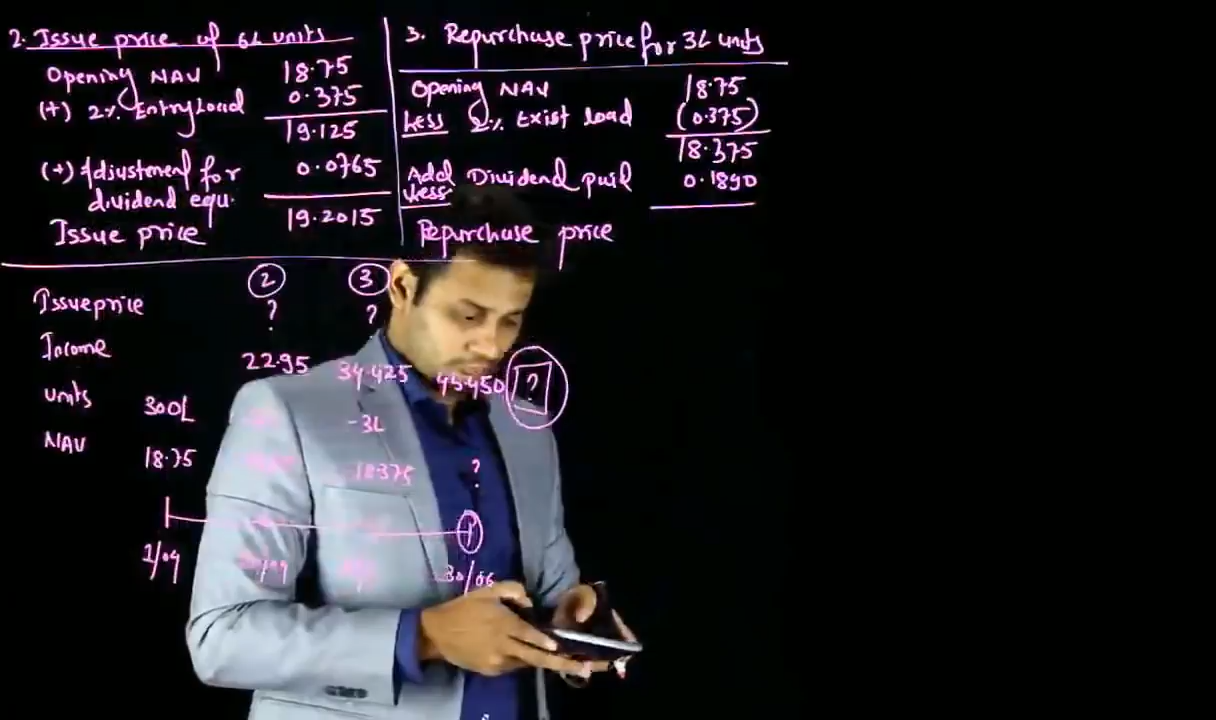 2. Issue price of 6L units
Opening NAV 18.75
(+) 2% Entry Load 0.375
19.125
(+) Adjustment for 0.0765
dividend equ.
Issue price 19.2015
3. Repurchase price for 3L units
Opening NAV 18.75
Less 2% Exist load (0.375)
18.375
Add Dividend paid 0.1890
Less
Repurchase price
2 3
Issue price ? ?
Income 22.95 34.425 45.450 ?
units 300L -3L
NAV 18.75 18.375 ?
1/04 30/06